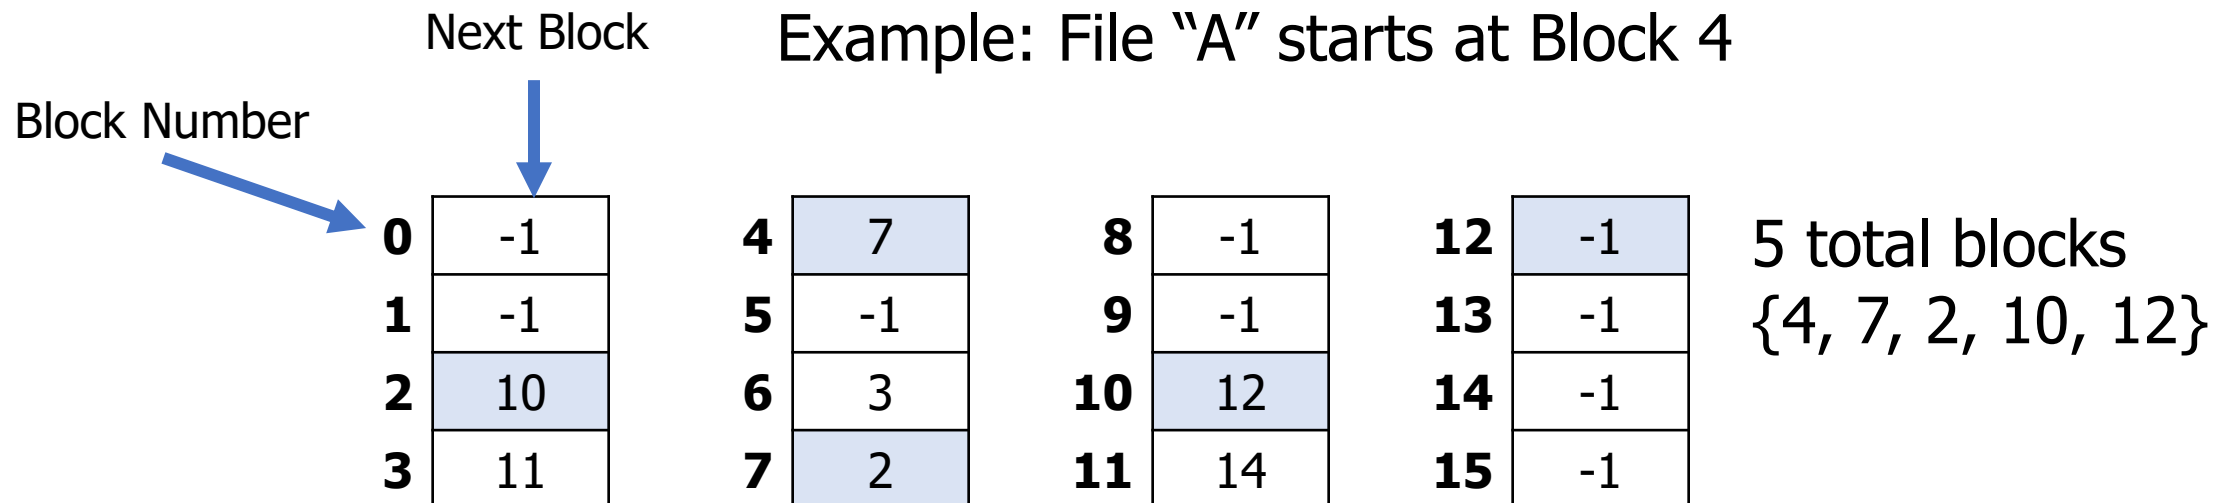 Next Block
Example: File “A” starts at Block 4
Block Number
0 -1 4 7 8 -1 12 -1
1 -1 5 -1 9 -1 13 -1
2 10 6 3 10 12 14 -1
3 11 7 2 11 14 15 -1
5 total blocks
{4, 7, 2, 10, 12}